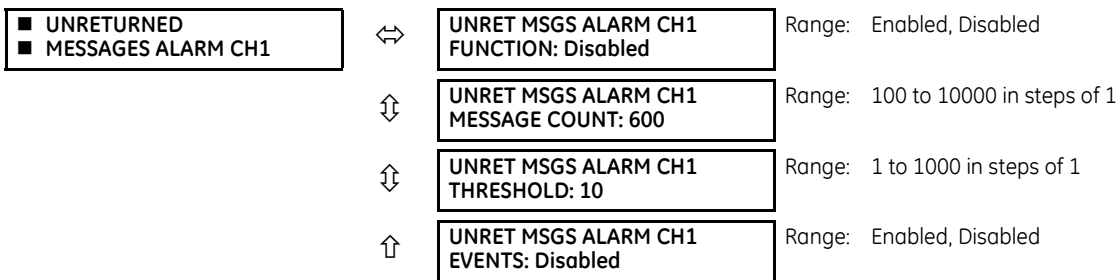 ■ UNRETURNED
■ MESSAGES ALARM CH1
UNRET MSGS ALARM CH1
FUNCTION: Disabled
Range: Enabled, Disabled
UNRET MSGS ALARM CH1
MESSAGE COUNT: 600
Range: 100 to 10000 in steps of 1
UNRET MSGS ALARM CH1
THRESHOLD: 10
Range: 1 to 1000 in steps of 1
UNRET MSGS ALARM CH1
EVENTS: Disabled
Range: Enabled, Disabled